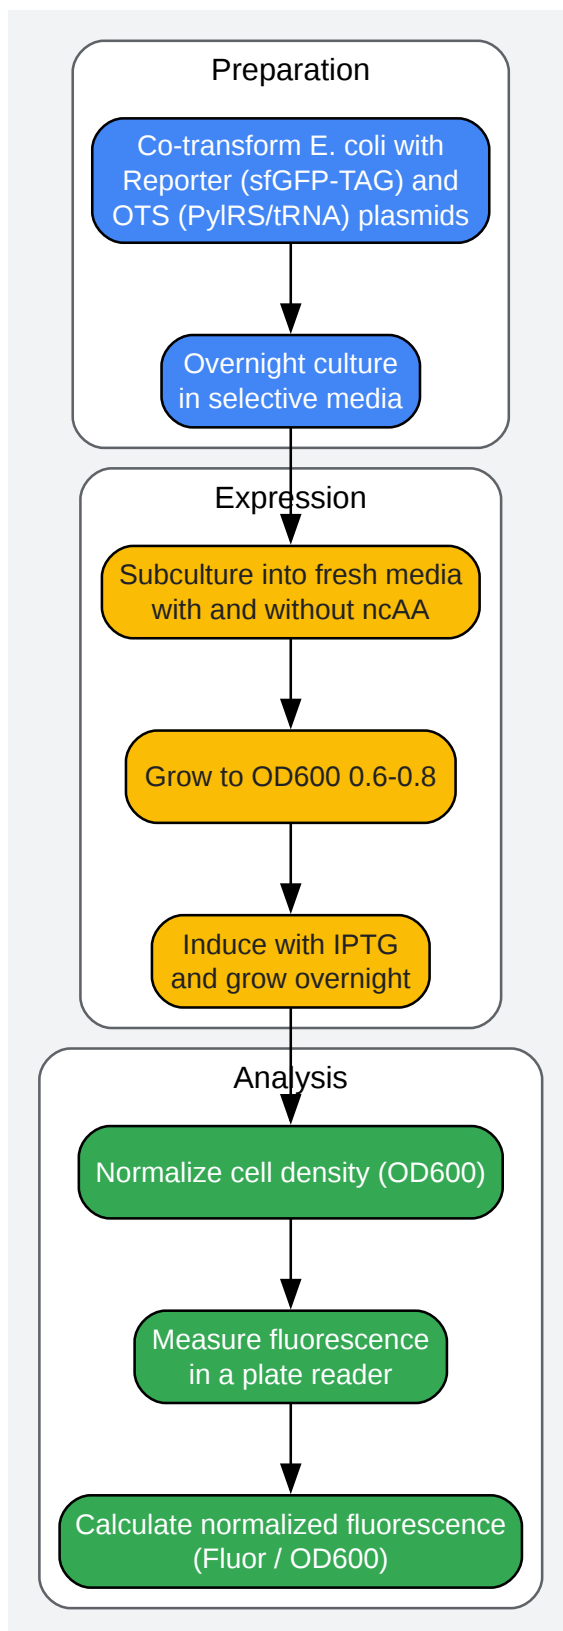 Preparation
Co-transform E. coli with
Reporter (sfGFP-TAG) and
OTS (PylRS/tRNA) plasmids
Overnight culture
in selective media
Expression
Subculture into fresh media
with and without ncAA
Grow to OD600 0.6-0.8
Induce with IPTG
and grow overnight
Analysis
Normalize cell density (OD600)
Measure fluorescence
in a plate reader
Calculate normalized fluorescence
(Fluor / OD600)